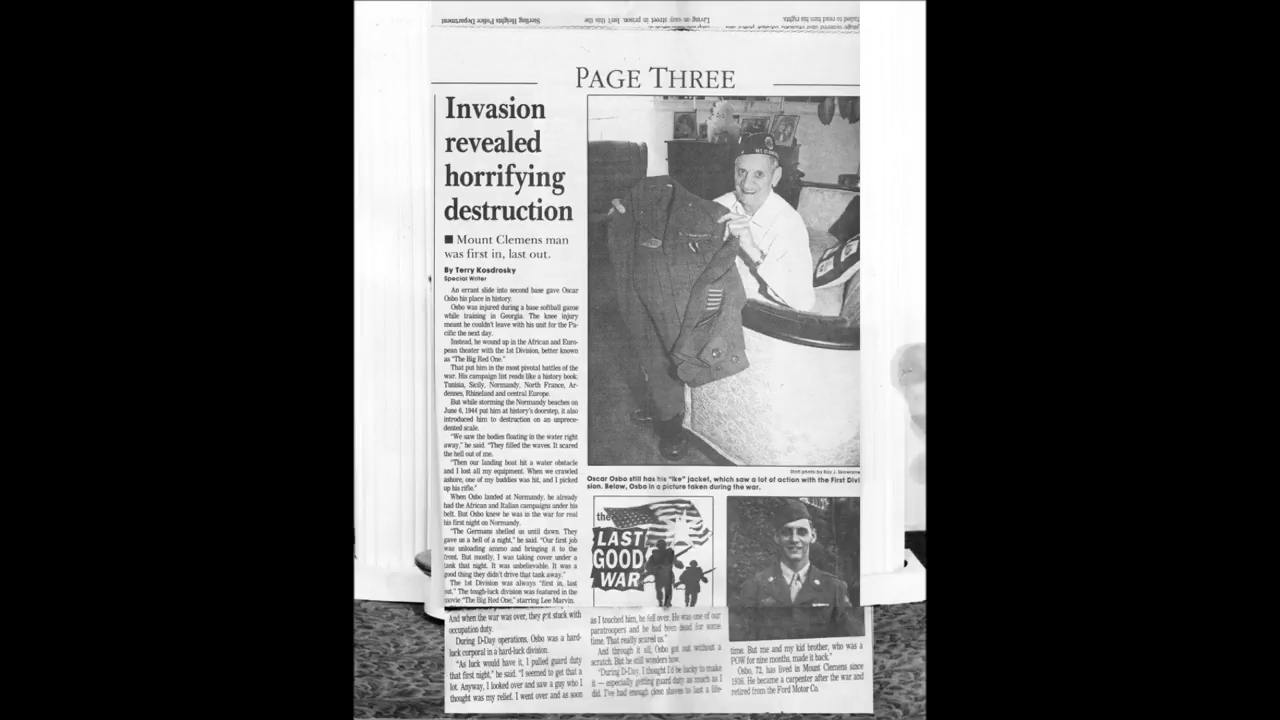 Sterling Heights Police Department
Living on easy street in prison. Isn't this the
failed to read him his rights.
PAGE THREE
Invasion
revealed
horrifying
destruction
■ Mount Clemens man
was first in, last out.
By Terry Kosdrosky
Special Writer
An errant slide into second base gave Oscar
Osbo his place in history.
Osbo was injured during a base softball game
while training in Georgia. The knee injury
meant he couldn't leave with his unit for the Pa-
cific the next day.
Instead, he wound up in the African and Euro-
pean theater with the 1st Division, better known
as "The Big Red One."
That put him in the most pivotal battles of the
war. His campaign list reads like a history book:
Tunisia, Sicily, Normandy, North France, Ar-
dennes, Rhineland and central Europe.
But while storming the Normandy beaches on
June 6, 1944 put him at history's doorstep, it also
introduced him to destruction on an unprece-
dented scale.
"We saw the bodies floating in the water right
away," he said. "They filled the waves. It scared
the hell out of me.
"Then our landing boat hit a water obstacle
and I lost all my equipment. When we crawled
ashore, one of my buddies was hit, and I picked
up his rifle."
When Osbo landed at Normandy, he already
had the African and Italian campaigns under his
belt. But Osbo knew he was in the war for real
his first night on Normandy.
"The Germans shelled us until dawn. They
gave us a hell of a night," he said. "Our first job
was unloading ammo and bringing it to the
front. But mostly, I was taking cover under a
tank that night. It was unbelievable. It was a
good thing they didn't drive that tank away."
The 1st Division was always "first in, last
out." The tough-luck division was featured in the
movie "The Big Red One," starring Lee Marvin.
And when the war was over, they got stuck with
occupation duty.
During D-Day operations, Osbo was a hard-
luck corporal in a hard-luck division.
"As luck would have it, I pulled guard duty
that first night," he said. "I seemed to get that a
lot. Anyway, I looked over and saw a guy who I
thought was my relief. I went over and as soon
Staff photo by Ray J.
Oscar Osbo still has his "Ike" jacket, which saw a lot of action with the First Divi
sion. Below, Osbo in a picture taken during the war.
the
LAST
GOOD
WAR
as I touched him, he fell over. He was one of our
paratroopers and he had been dead for some
time. That really scared us."
And through it all, Osbo got out without a
scratch. But he still wonders how.
"During D-Day, I thought I'd be lucky to make
it — especially getting guard duty as much as I
did. I've had enough close shaves to last a life-
time. But me and my kid brother, who was a
POW for nine months, made it back."
Osbo, 72, has lived in Mount Clemens since
1936. He became a carpenter after the war and
retired from the Ford Motor Co.